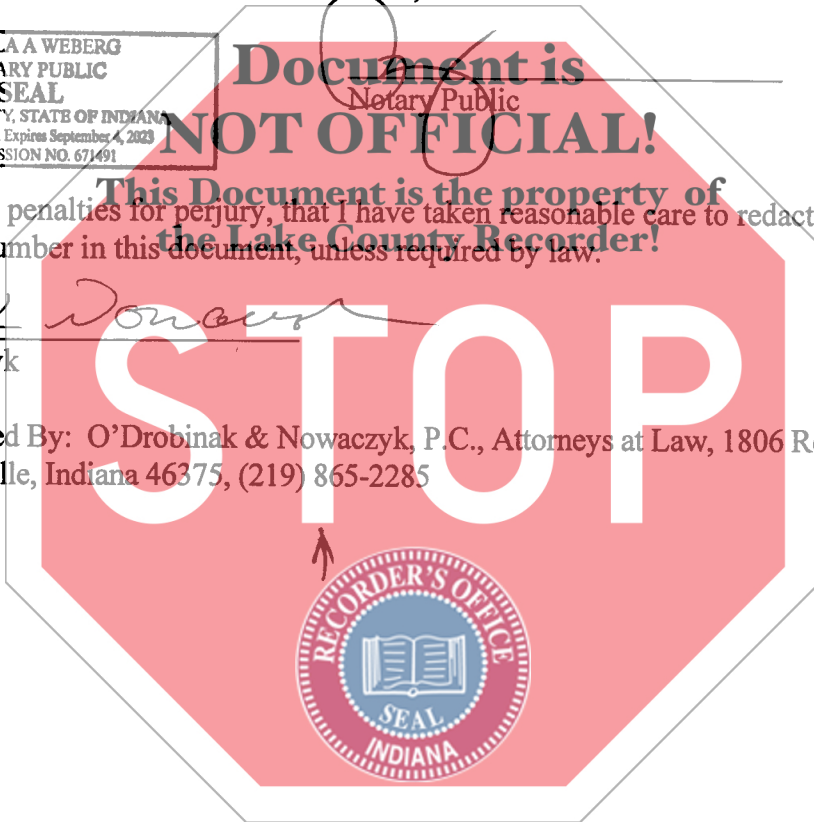 A A WEBERG
ARY PUBLIC
SEAL
Y, STATE OF INDIANA
Expires September 4, 2023
SSION NO. 671491
Notary Public
Document is
NOT OFFICIAL!
This Document is the property of
the Lake County Recorder!
penalties for perjury, that I have taken reasonable care to redact
umber in this document, unless required by law.
yk
ed By: O'Drobinak & Nowaczyk, P.C., Attorneys at Law, 1806 R
lle, Indiana 46375, (219) 865-2285
STOP
RECORDER'S OFFICE
SEAL
INDIANA